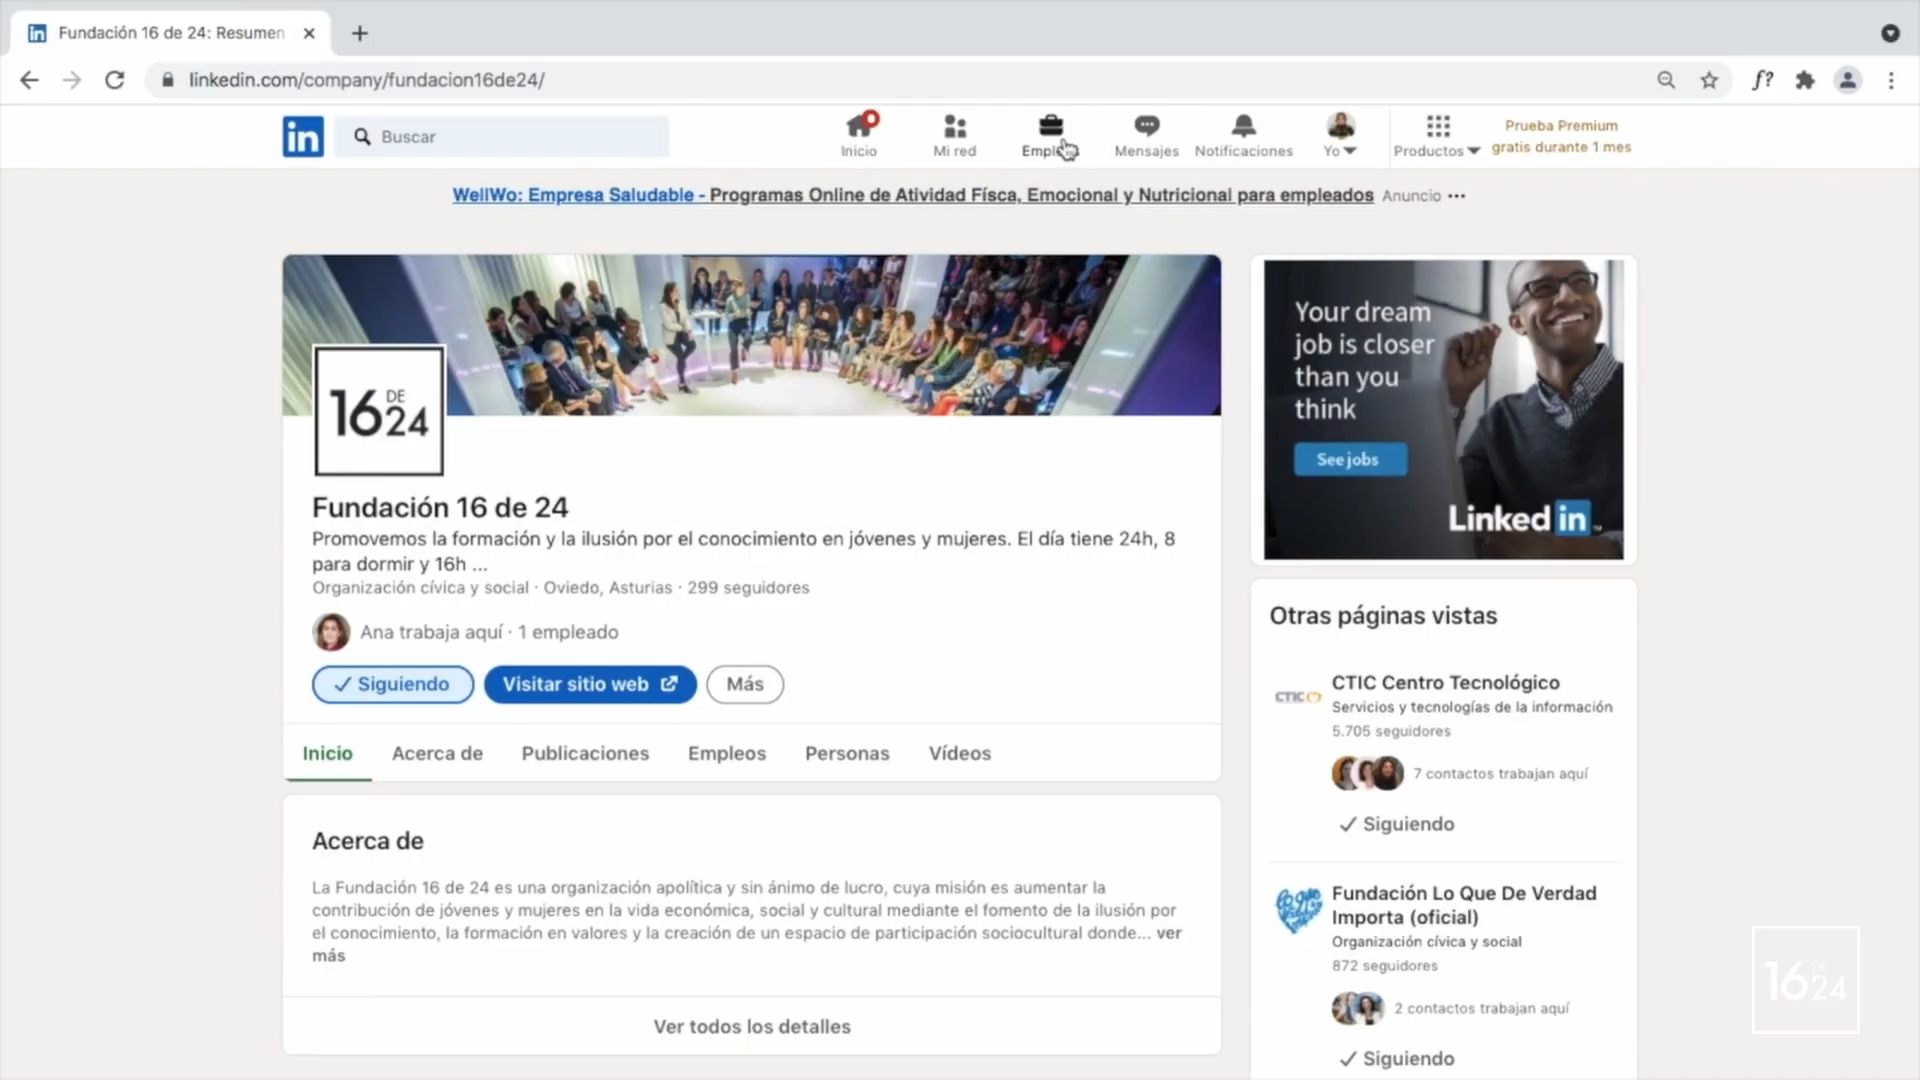 Fundación 16 de 24: Resumen
linkedin.com/company/fundacion16de24/
f?
in
Buscar
Inicio
Mi red
Mensajes
Notificaciones
Yo
Productos
Prueba Premium
gratis durante 1 mes
WellWo: Empresa Saludable - Programas Online de Atividad Físca, Emocional y Nutricional para empleados
Anuncio
16 DE 24
Fundación 16 de 24
Promovemos la formación y la ilusión por el conocimiento en jóvenes y mujeres. El día tiene 24h, 8
para dormir y 16h ...
Organización cívica y social · Oviedo, Asturias · 299 seguidores
Ana trabaja aquí · 1 empleado
Siguiendo
Visitar sitio web
Más
Inicio
Acerca de
Publicaciones
Empleos
Personas
Vídeos
Acerca de
La Fundación 16 de 24 es una organización apolítica y sin ánimo de lucro, cuya misión es aumentar la
contribución de jóvenes y mujeres en la vida económica, social y cultural mediante el fomento de la ilusión por
el conocimiento, la formación en valores y la creación de un espacio de participación sociocultural donde... ver
más
Ver todos los detalles
Your dream
job is closer
than you
think
See jobs
Linked in
Otras páginas vistas
CTIC
CTIC Centro Tecnológico
Servicios y tecnologías de la información
5.705 seguidores
7 contactos trabajan aquí
Siguiendo
Fundación Lo Que De Verdad
Importa (oficial)
Organización cívica y social
872 seguidores
2 contactos trabajan aquí
Siguiendo
16 DE 24